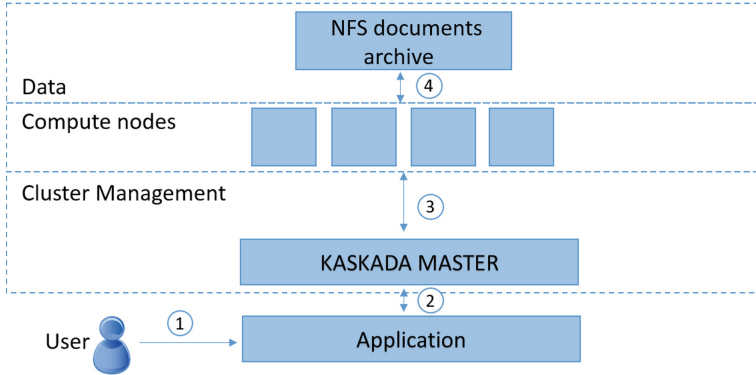 NFS documents
archive
4
Data
Compute nodes
Cluster Management
3
KASKADA MASTER
2
1
User
Application